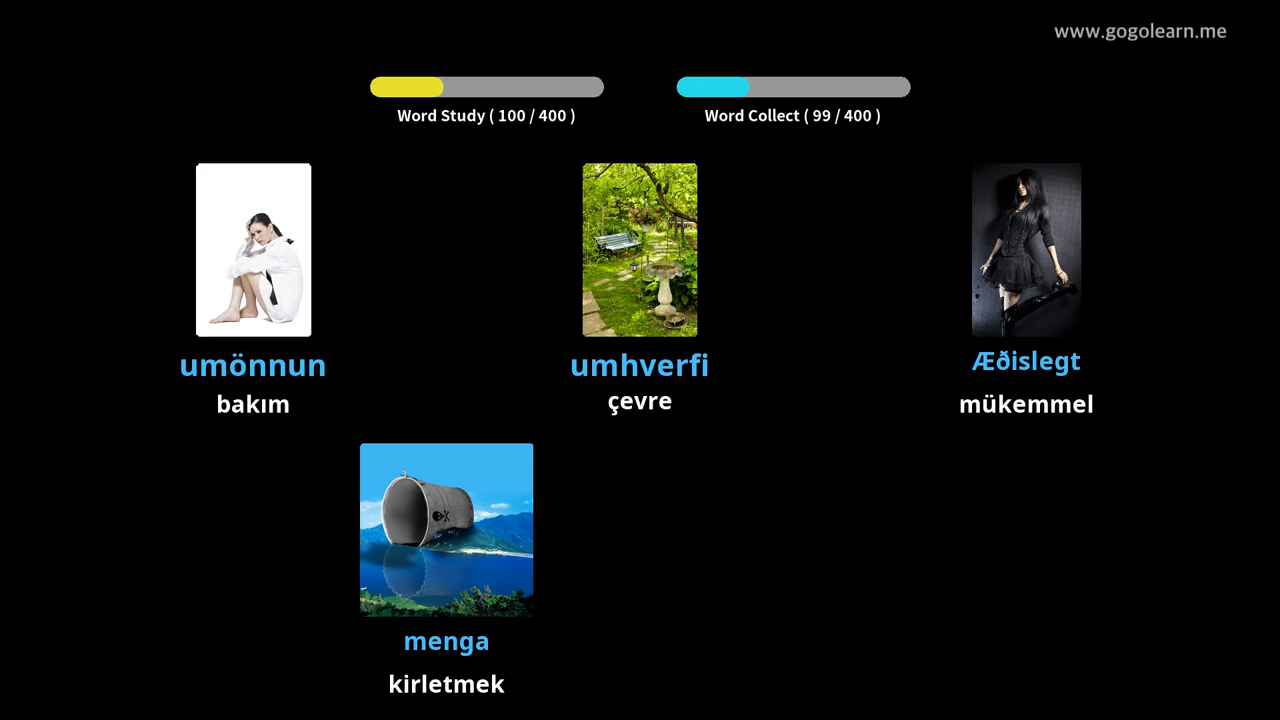 www.gogolearn.me
Word Study ( 100 / 400 )
Word Collect ( 99 / 400 )
umönnun
bakım
umhverfi
çevre
Æðislegt
mükemmel
menga
kirletmek